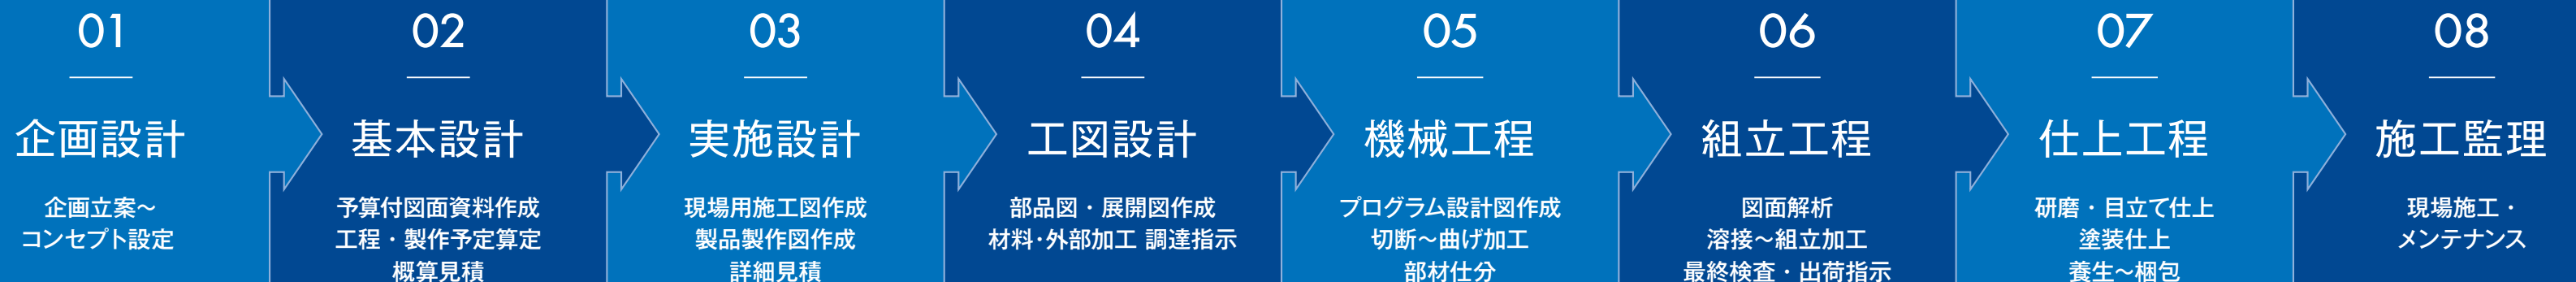 01
企画設計
企画立案～
コンセプト設定
02
基本設計
予算付図面資料作成
工程・製作予定算定
概算見積
03
実施設計
現場用施工図作成
製品製作図作成
詳細見積
04
工図設計
部品図・展開図作成
材料・外部加工 調達指示
05
機械工程
プログラム設計図作成
切断～曲げ加工
部材仕分
06
組立工程
図面解析
溶接～組立加工
最終検査・出荷指示
07
仕上工程
研磨・目立て仕上
塗装仕上
養生～梱包
08
施工監理
現場施工・
メンテナンス